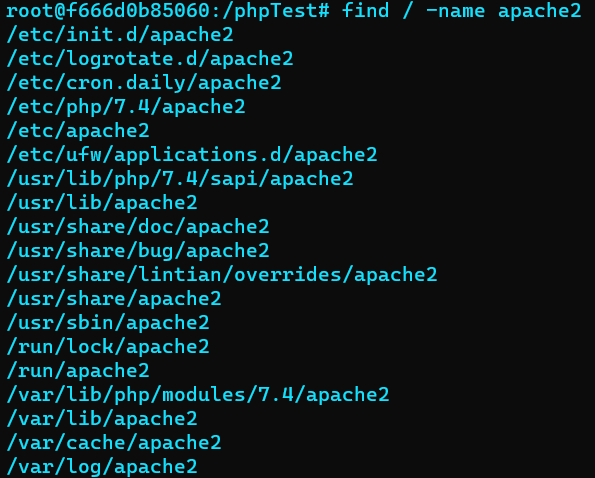 root@f666d0b85060:/phpTest# find / -name apache2
/etc/init.d/apache2
/etc/logrotate.d/apache2
/etc/cron.daily/apache2
/etc/php/7.4/apache2
/etc/apache2
/etc/ufw/applications.d/apache2
/usr/lib/php/7.4/sapi/apache2
/usr/lib/apache2
/usr/share/doc/apache2
/usr/share/bug/apache2
/usr/share/lintian/overrides/apache2
/usr/share/apache2
/usr/sbin/apache2
/run/lock/apache2
/run/apache2
/var/lib/php/modules/7.4/apache2
/var/lib/apache2
/var/cache/apache2
/var/log/apache2